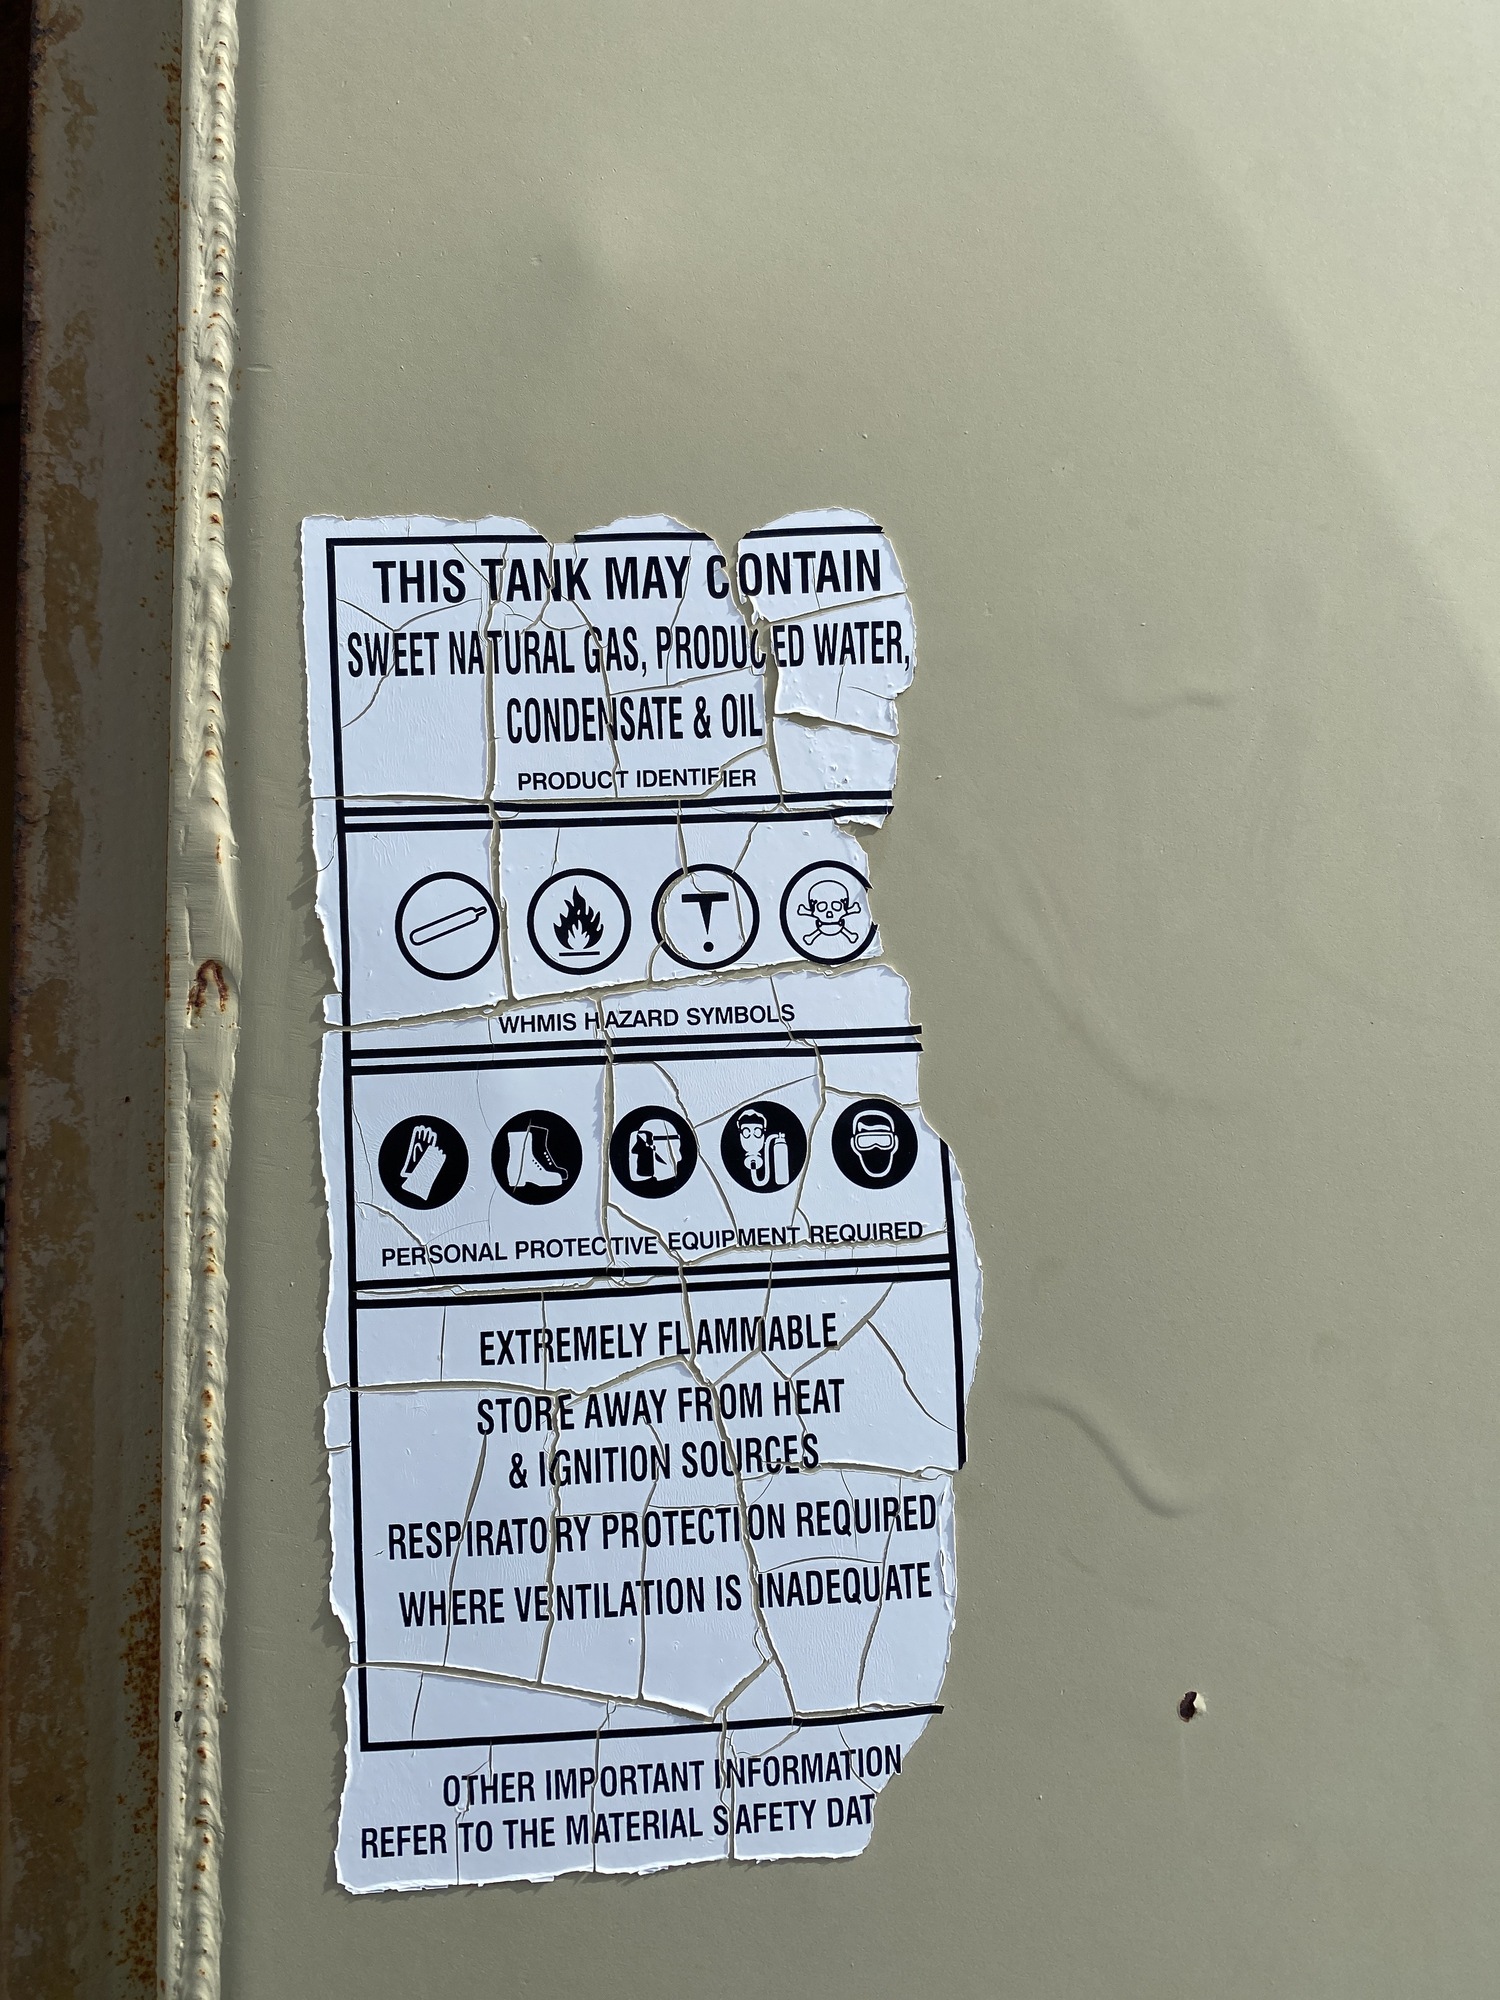 THIS TANK MAY CONTAIN
SWEET NATURAL GAS, PRODUCED WATER,
CONDENSATE & OIL
PRODUCT IDENTIFIER
WHMIS HAZARD SYMBOLS
PERSONAL PROTECTIVE EQUIPMENT REQUIRED
EXTREMELY FLAMMABLE
STORE AWAY FROM HEAT
& IGNITION SOURCES
RESPIRATORY PROTECTION REQUIRED
WHERE VENTILATION IS INADEQUATE
OTHER IMPORTANT INFORMATION
REFER TO THE MATERIAL SAFETY DAT